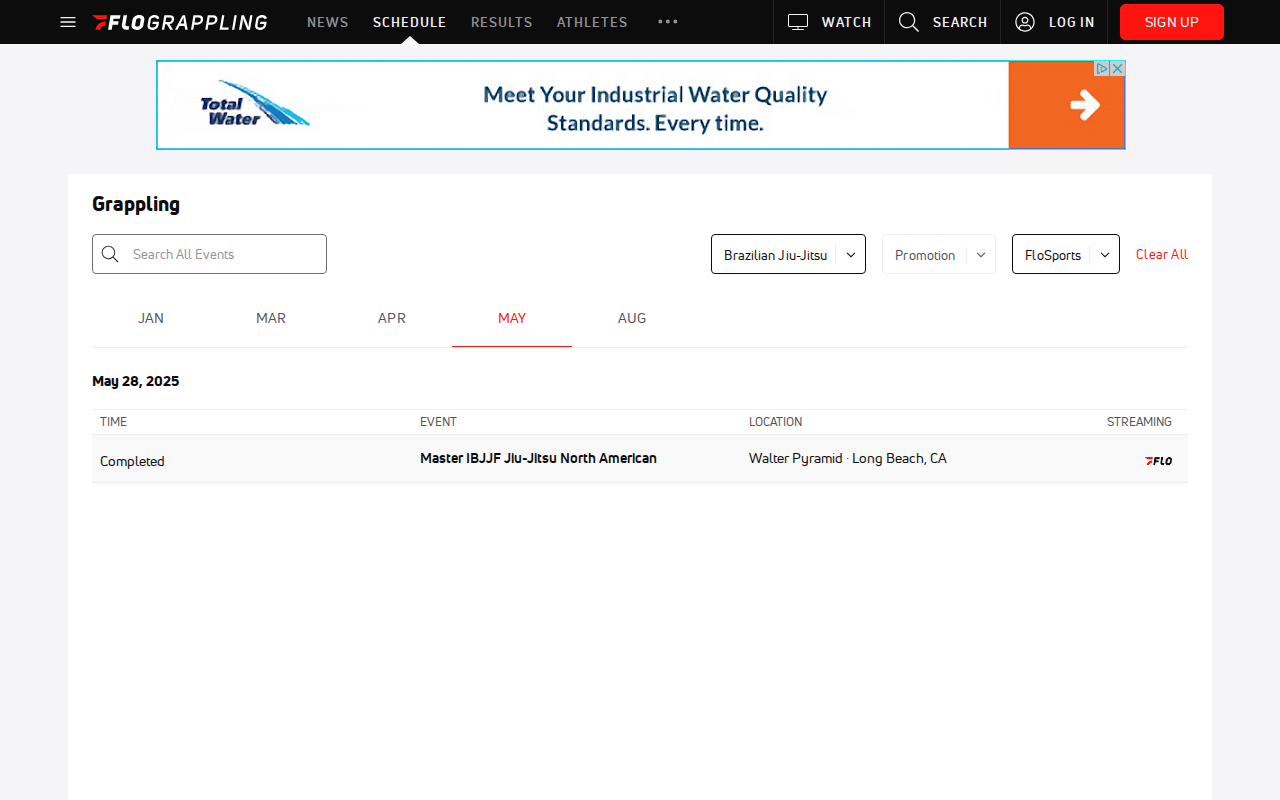 FLOGRAPPLING NEWS SCHEDULE RESULTS ATHLETES ••• WATCH SEARCH LOG IN SIGN UP
Total Water
Meet Your Industrial Water Quality
Standards. Every time.
Grappling
Search All Events Brazilian Jiu-Jitsu Promotion FloSports Clear All
JAN MAR APR MAY AUG
May 28, 2025
TIME EVENT LOCATION STREAMING
Completed Master IBJJF Jiu-Jitsu North American Walter Pyramid · Long Beach, CA FLO